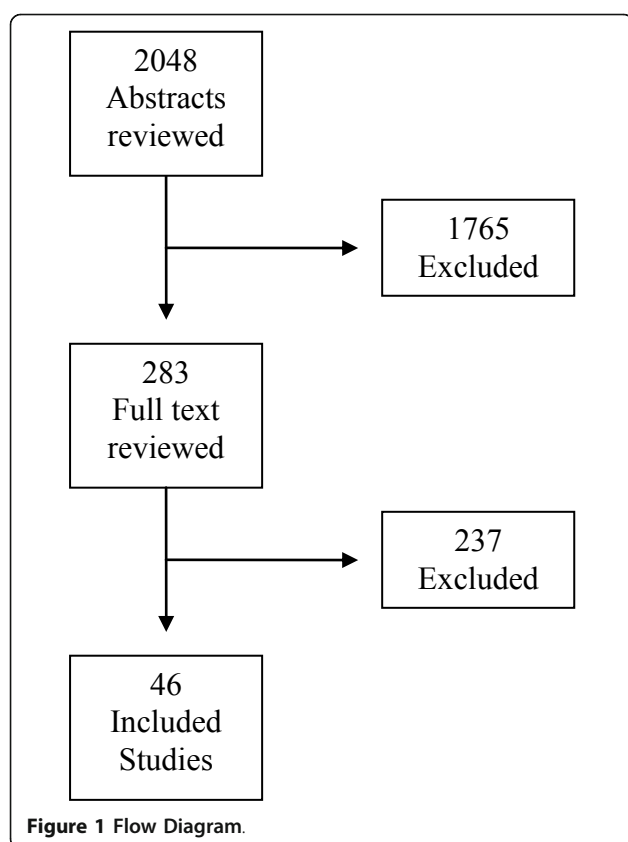 2048
Abstracts
reviewed
1765
Excluded
283
Full text
reviewed
237
Excluded
46
Included
Studies
Figure 1 Flow Diagram.